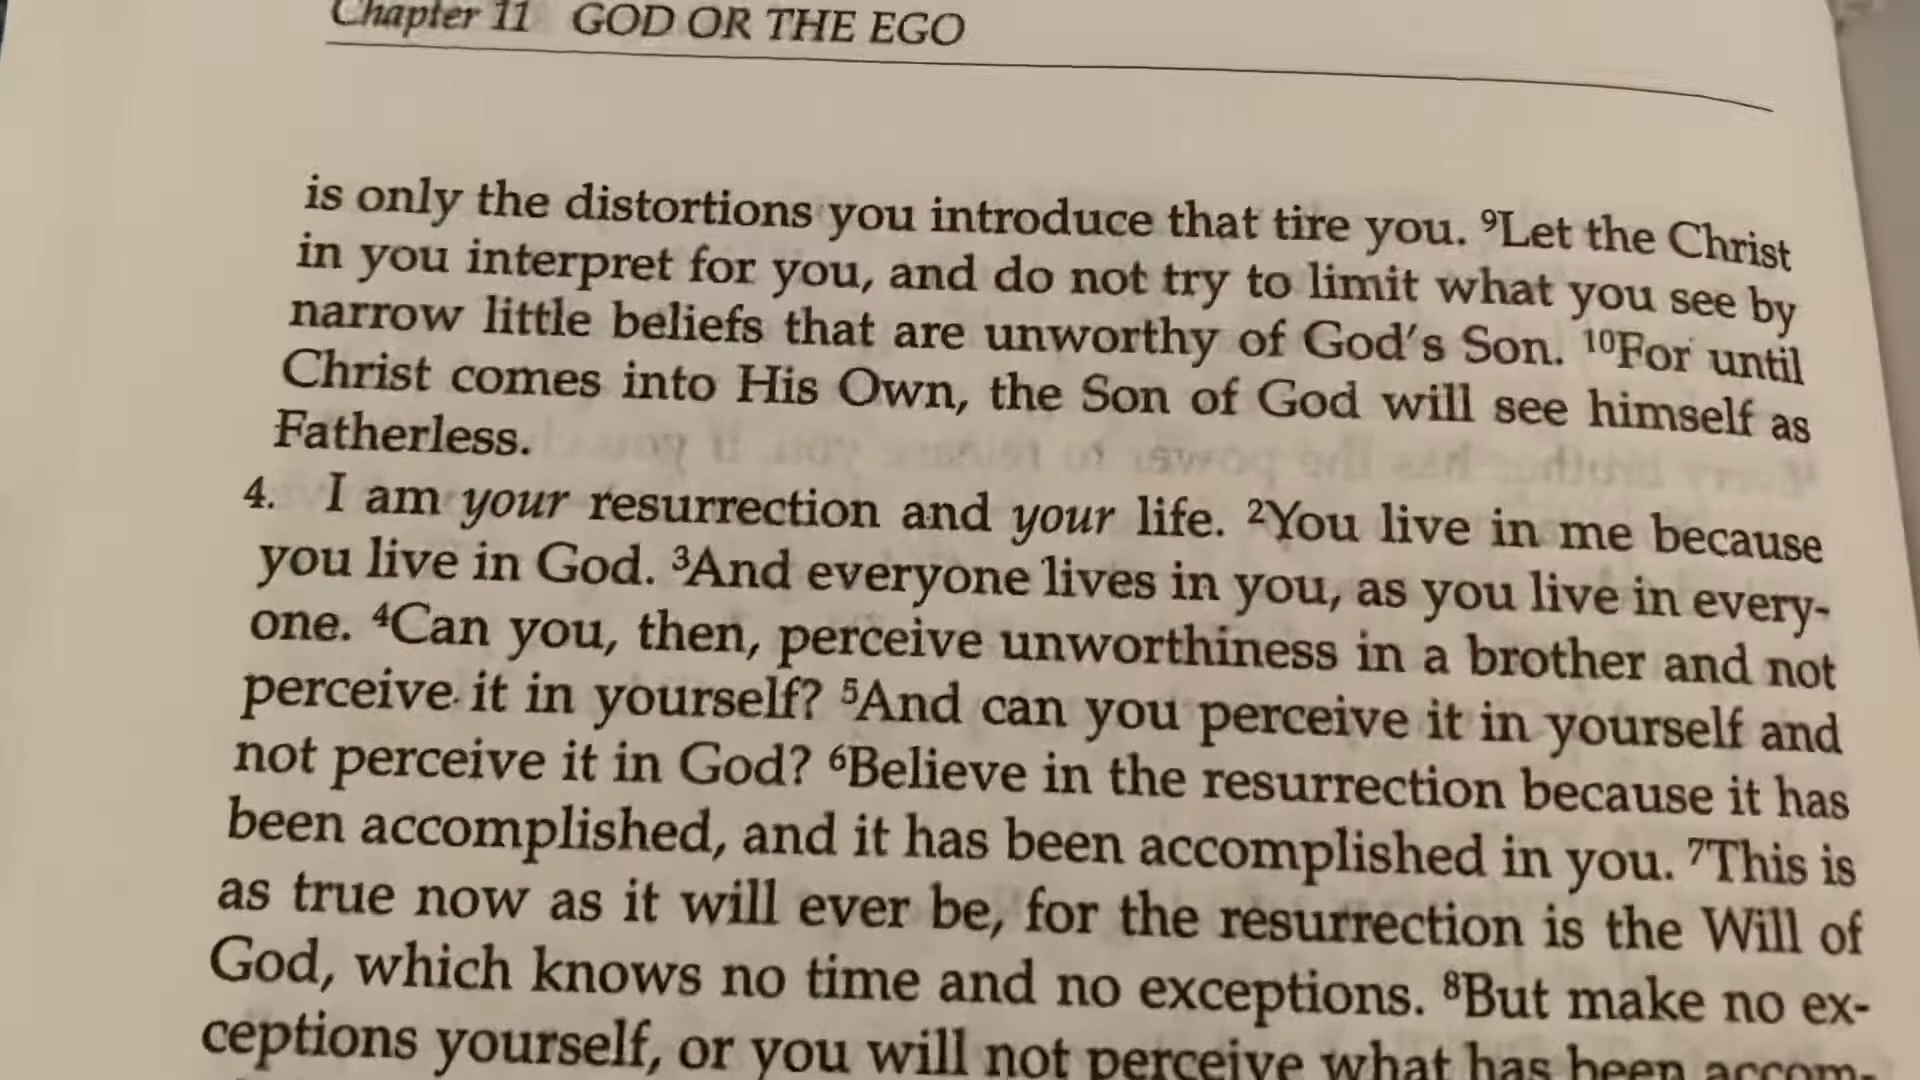 Chapter 11 GOD OR THE EGO
is only the distortions you introduce that tire you. ⁹Let the Christ
in you interpret for you, and do not try to limit what you see by
narrow little beliefs that are unworthy of God's Son. ¹⁰For until
Christ comes into His Own, the Son of God will see himself as
Fatherless.
4. I am your resurrection and your life. ²You live in me because
you live in God. ³And everyone lives in you, as you live in every-
one. ⁴Can you, then, perceive unworthiness in a brother and not
perceive it in yourself? ⁵And can you perceive it in yourself and
not perceive it in God? ⁶Believe in the resurrection because it has
been accomplished, and it has been accomplished in you. ⁷This is
as true now as it will ever be, for the resurrection is the Will of
God, which knows no time and no exceptions. ⁸But make no ex-
ceptions yourself, or you will not perceive what has been accom-